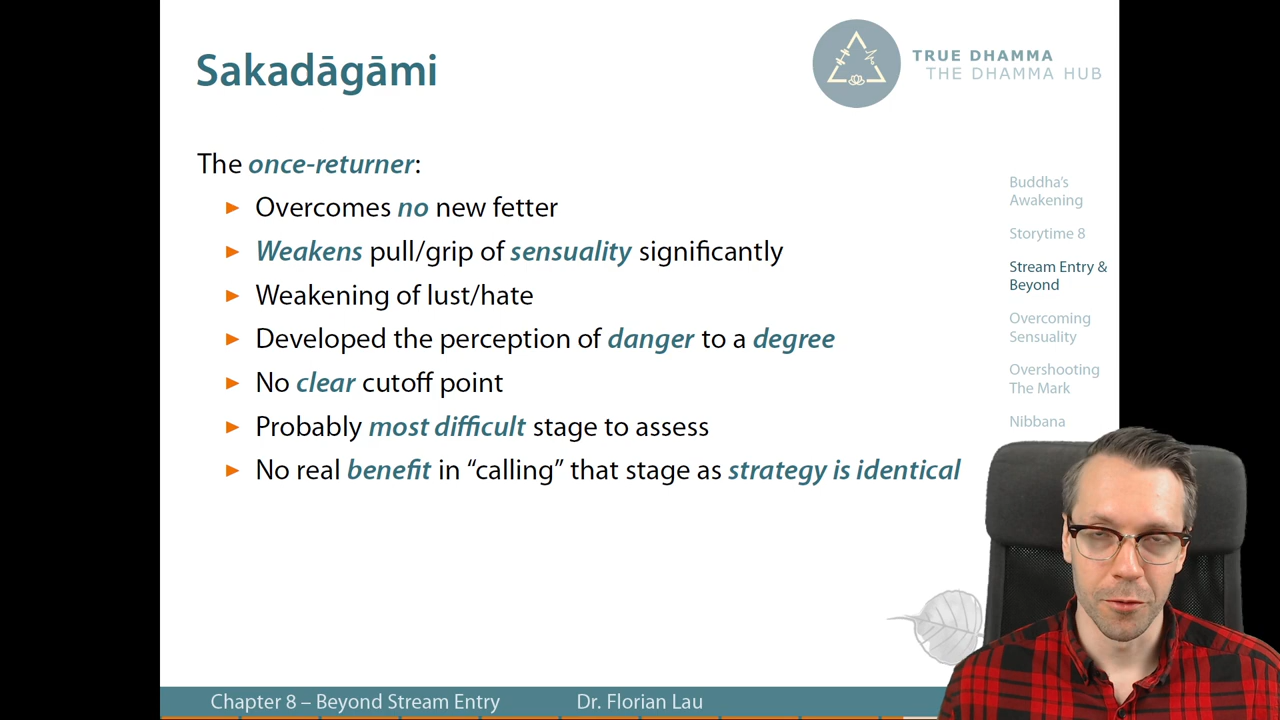 Sakadāgāmi
TRUE DHAMMA
THE DHAMMA HUB
The once-returner:
Overcomes no new fetter
Weakens pull/grip of sensuality significantly
Weakening of lust/hate
Developed the perception of danger to a degree
No clear cutoff point
Probably most difficult stage to assess
No real benefit in “calling” that stage as strategy is identical
Buddha’s
Awakening
Storytime 8
Stream Entry &
Beyond
Overcoming
Sensuality
Overshooting
The Mark
Nibbana
Chapter 8 – Beyond Stream Entry
Dr. Florian Lau